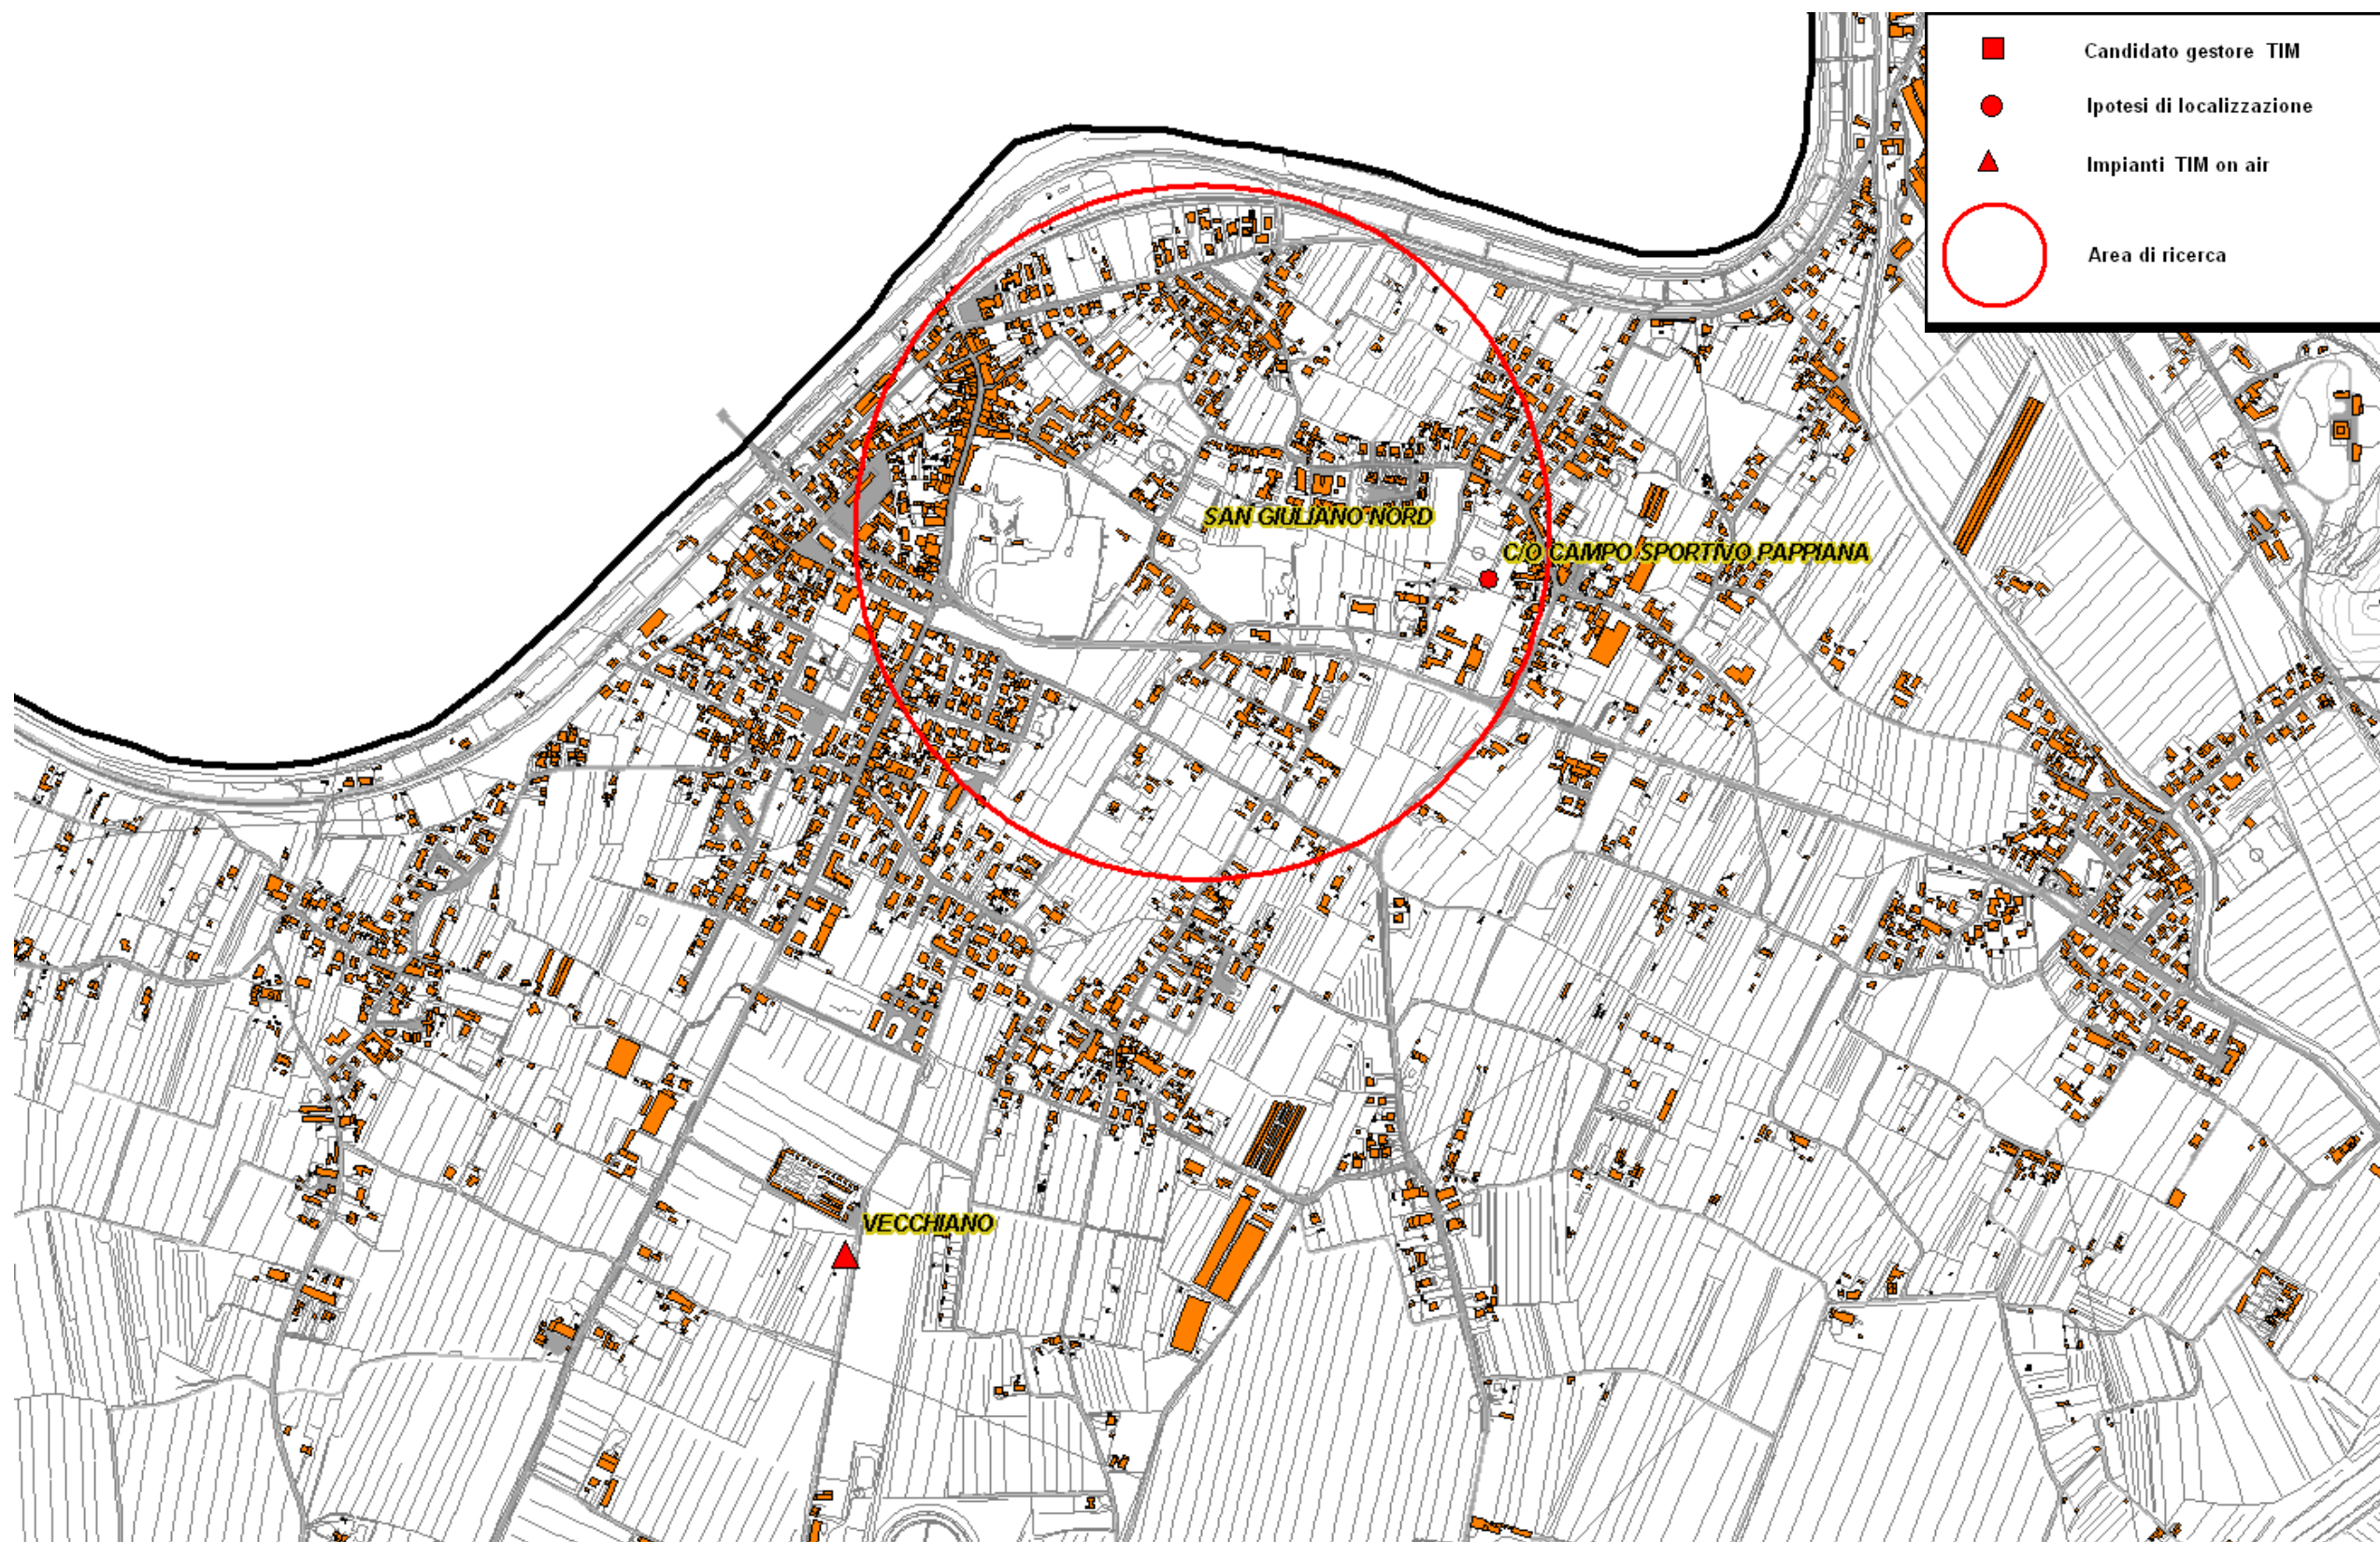 Candidato gestore TIM
Ipotesi di localizzazione
Impianti TIM on air
Area di ricerca
SAN GIULIANO NORD
C/O CAMPO SPORTIVO PAPPIANA
VECCHIANO